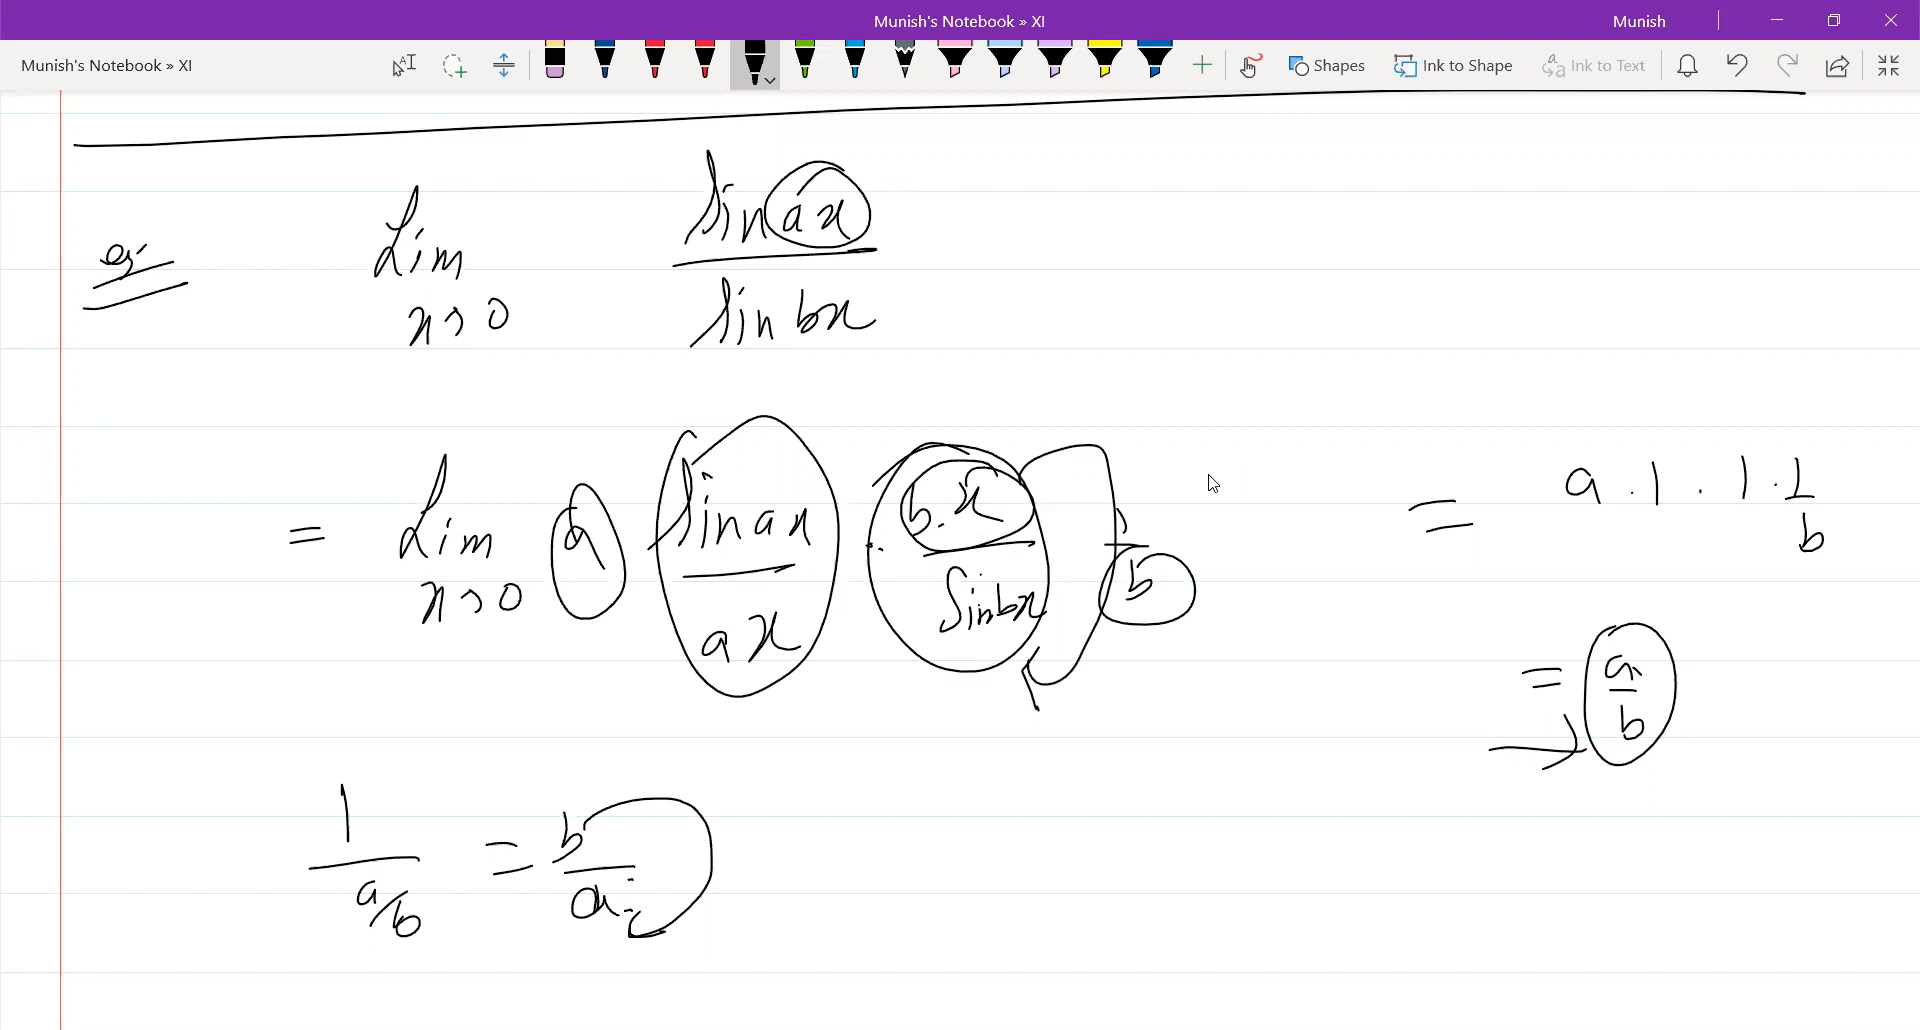 Munish's Notebook » XI
Munish
Munish's Notebook » XI
Shapes
Ink to Shape
Ink to Text
eg
Lim x→0 sin ax / sin bx
= Lim x→0 a sin ax / ax . b.x / sin bx . 1 / b
= a . 1 . 1 . 1 / b
= a / b
1 / a/b = b / a